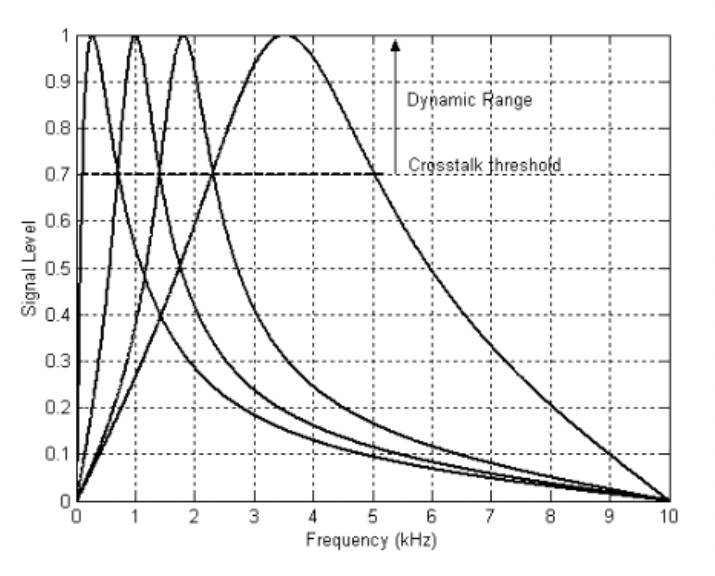 1
0.9
0.8
0.7
0.6
0.5
0.4
0.3
0.2
0.1
0
Signal Level
Dynamic Range
Crosstalk threshold
0 1 2 3 4 5 6 7 8 9 10
Frequency (kHz)